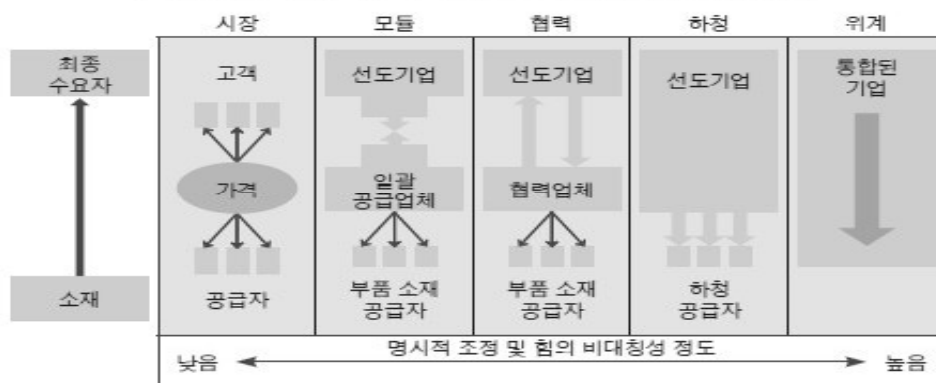 시장 모듈 협력 하청 위계
최종
수요자
소재
고객
가격
공급자
선도기업
일괄
공급업체
부품 소재
공급자
선도기업
협력업체
부품 소재
공급자
선도기업
하청
공급자
통합된
기업
명시적 조정 및 힘의 비대칭성 정도
낮음 높음